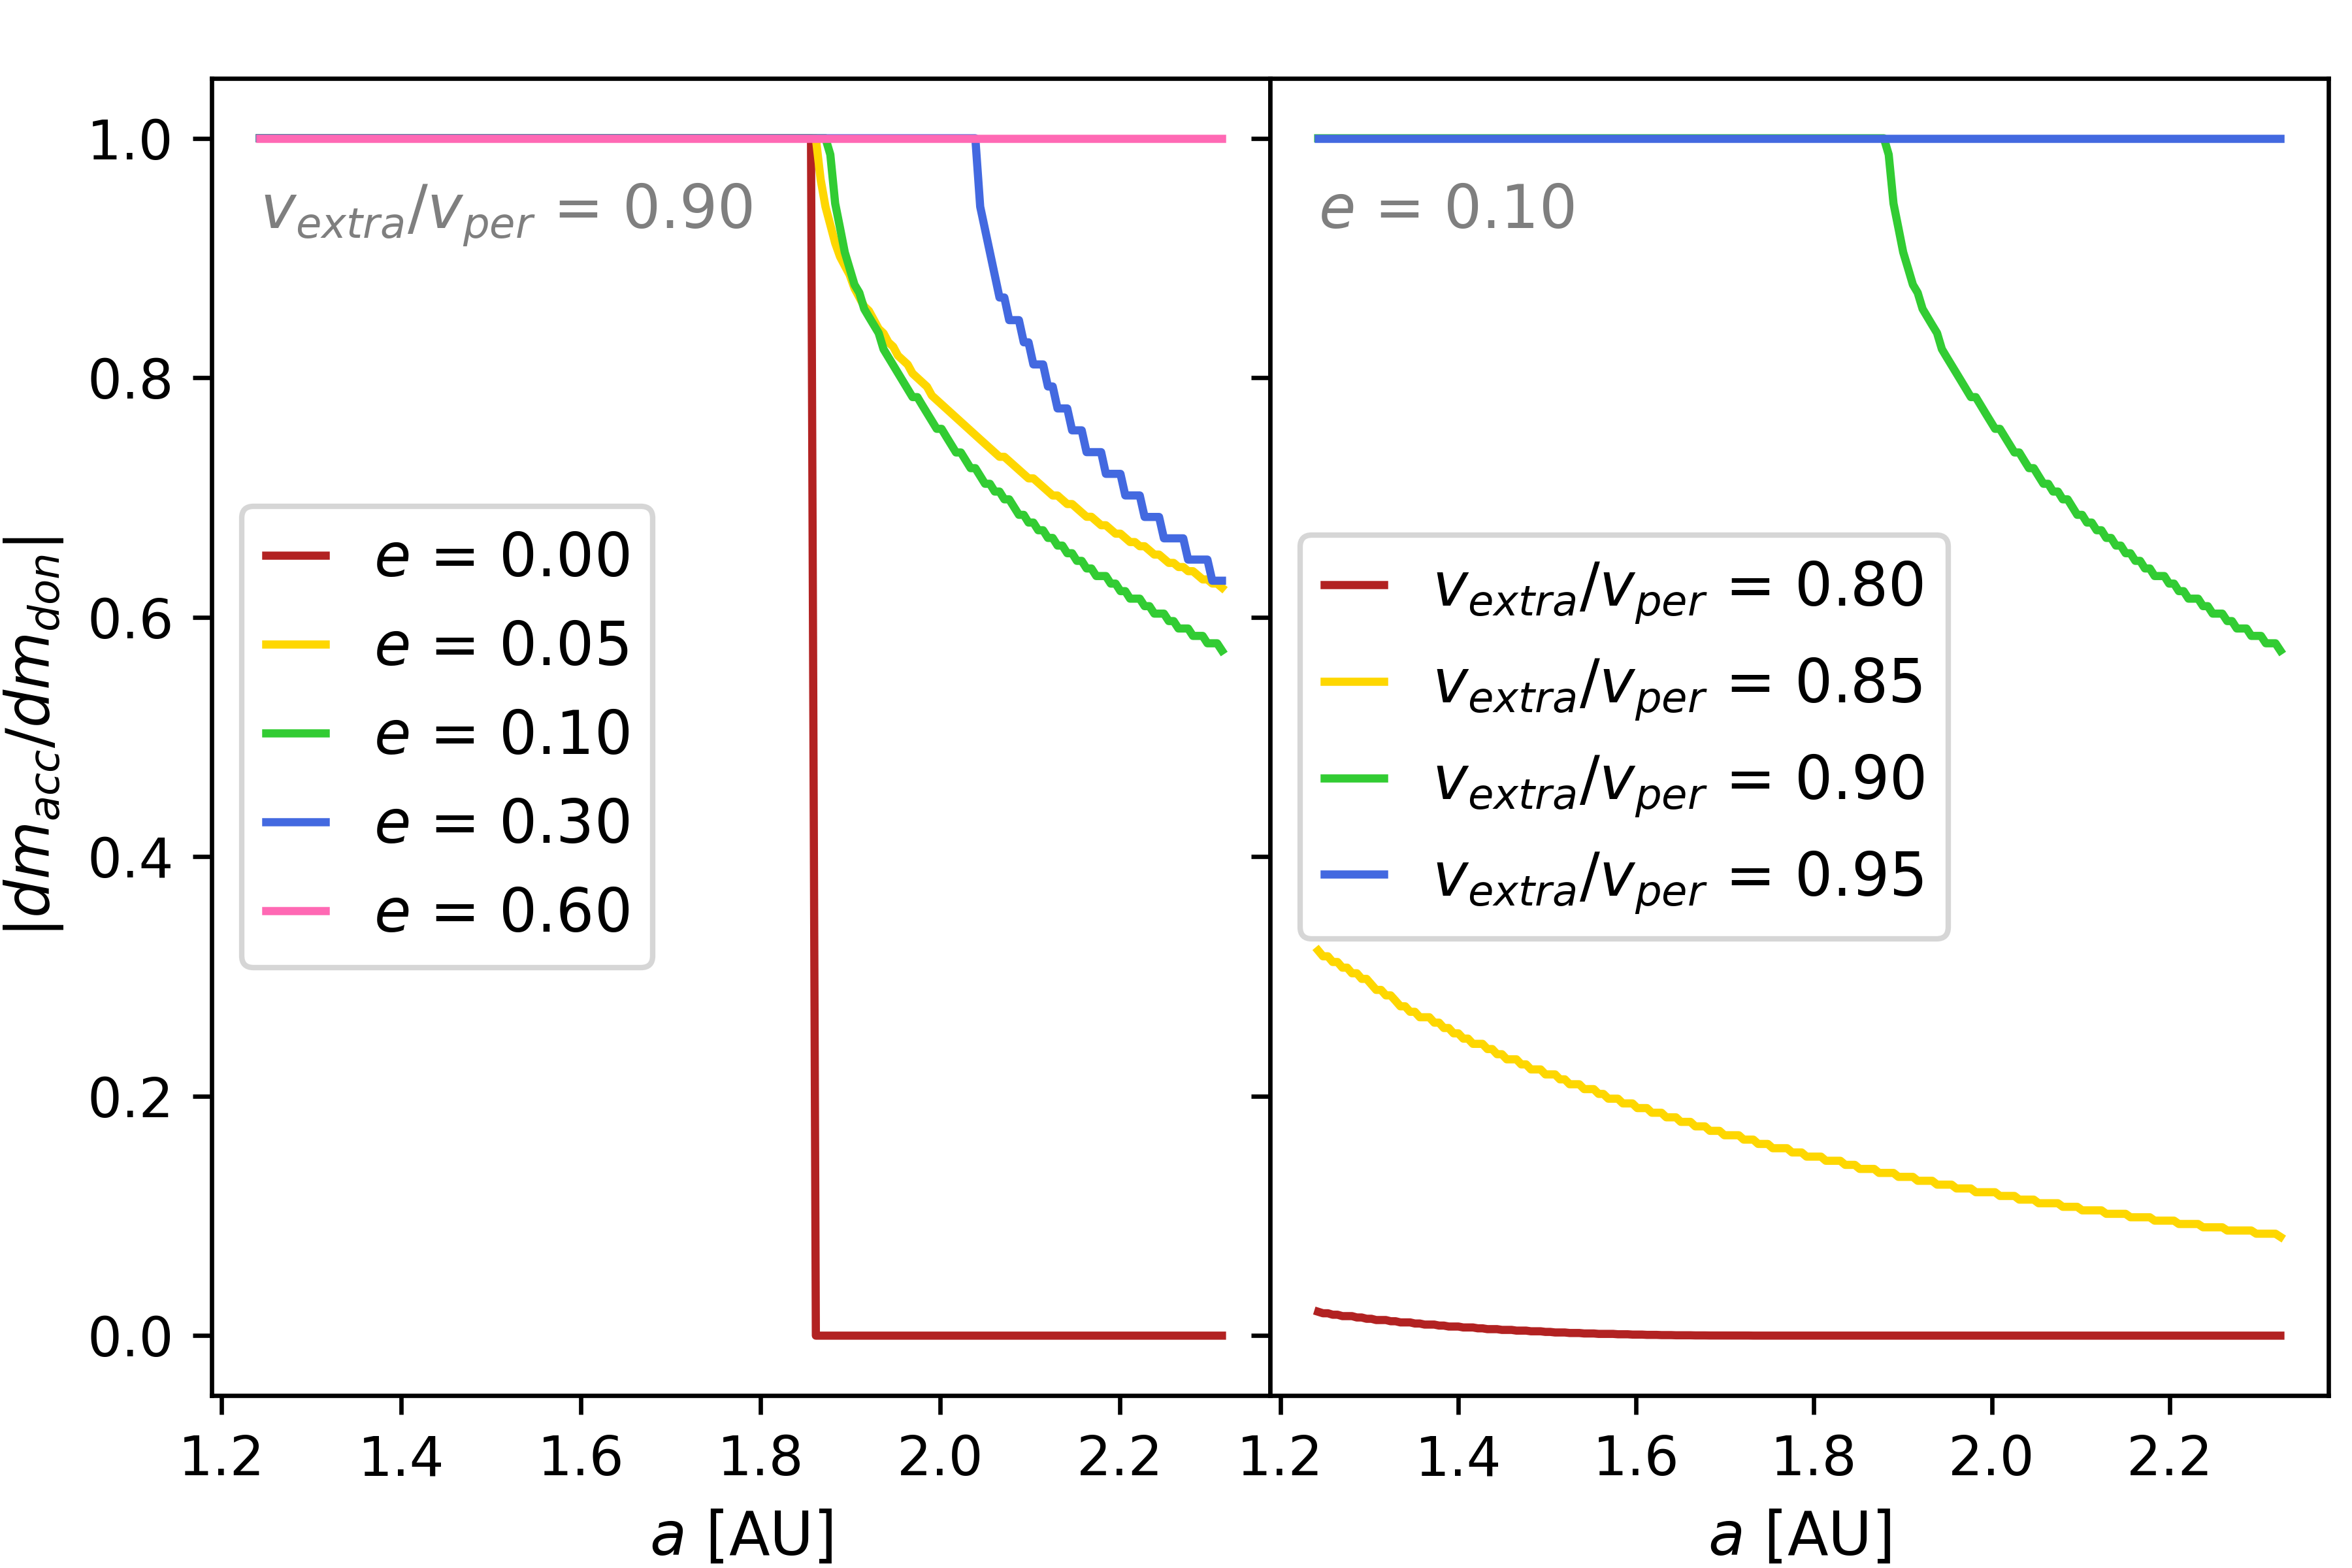 |dm_acc/dm_don|
1.0
0.8
0.6
0.4
0.2
0.0
v_extra/v_per = 0.90
e = 0.00
e = 0.05
e = 0.10
e = 0.30
e = 0.60
1.2 1.4 1.6 1.8 2.0 2.2
a [AU]
e = 0.10
v_extra/v_per = 0.80
v_extra/v_per = 0.85
v_extra/v_per = 0.90
v_extra/v_per = 0.95
1.2 1.4 1.6 1.8 2.0 2.2
a [AU]